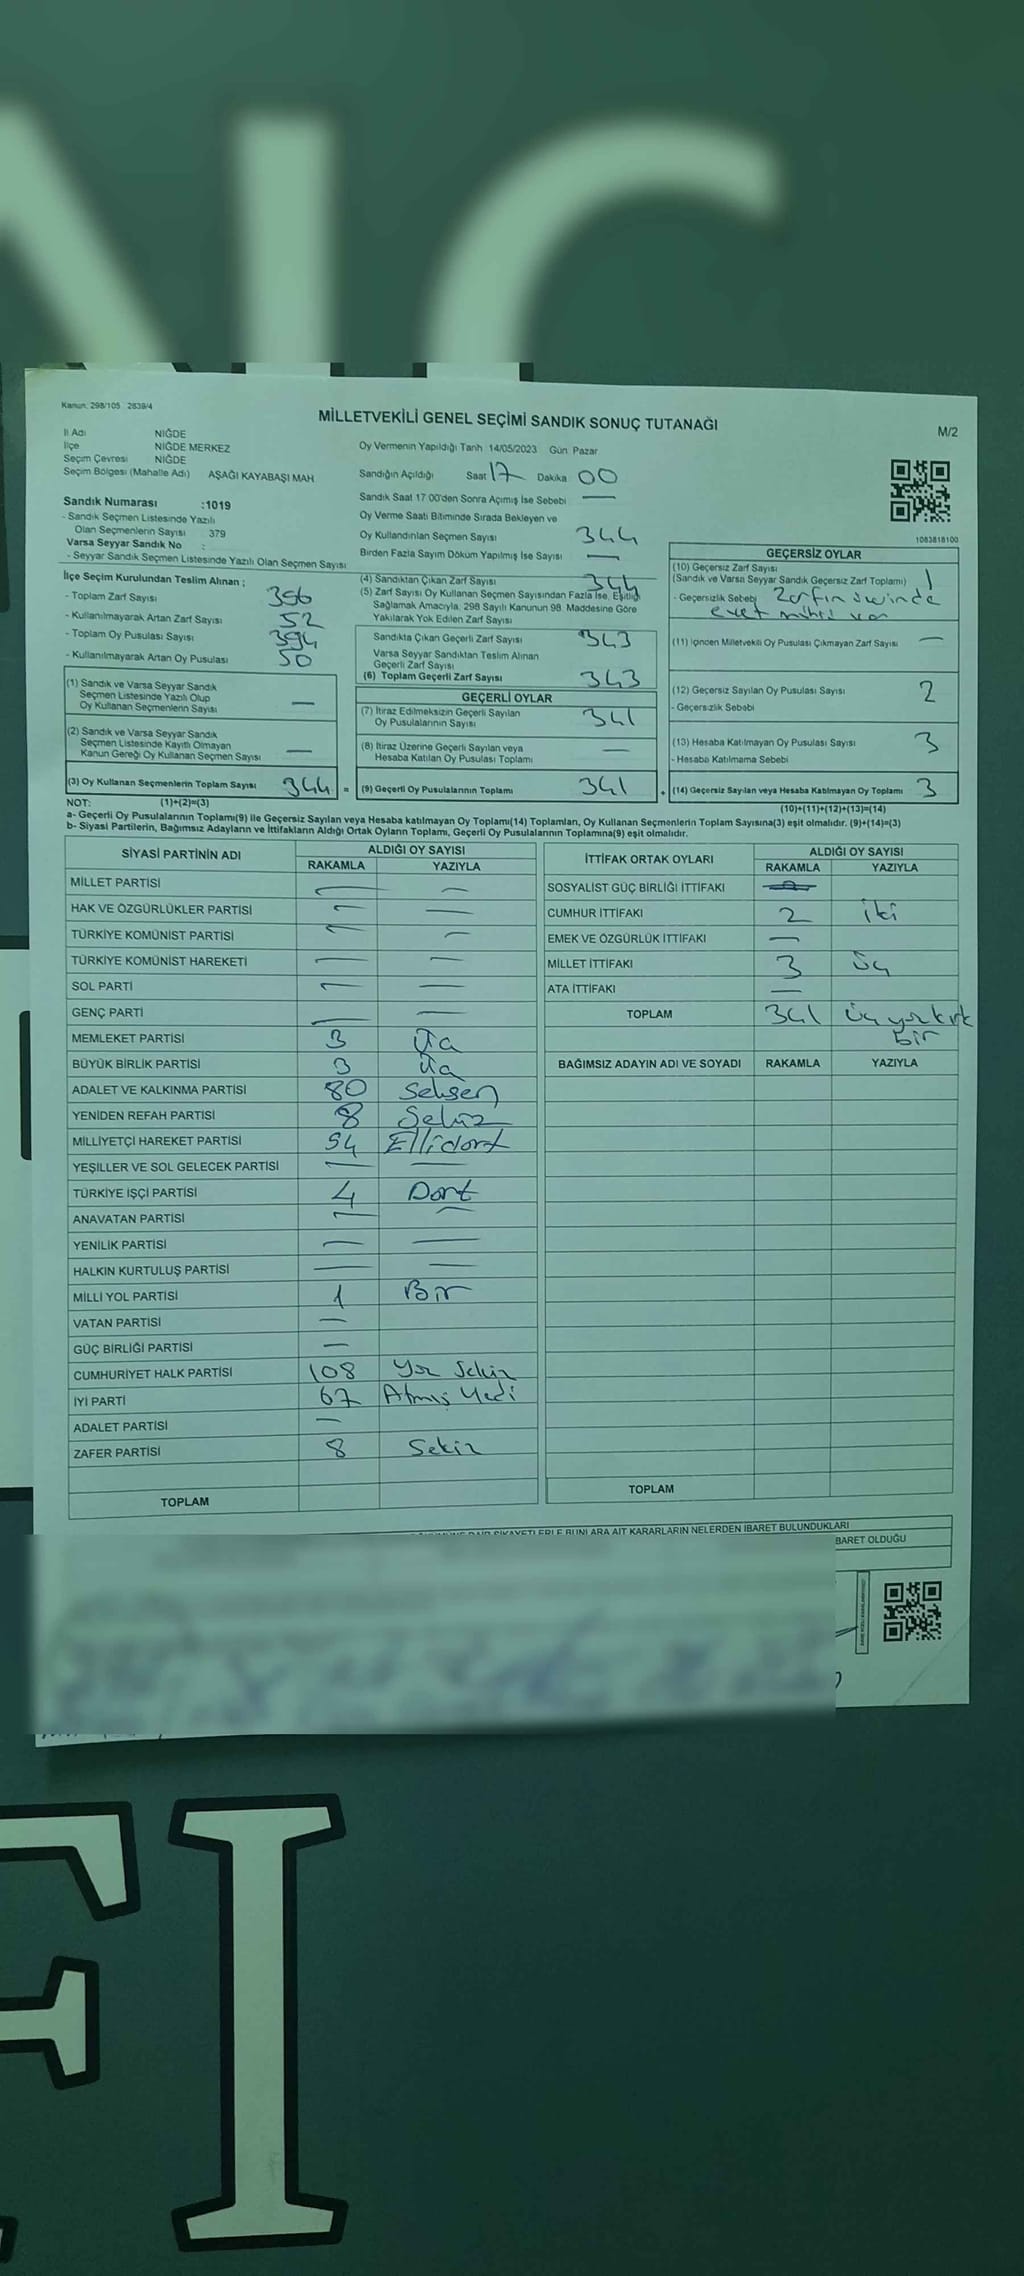 NG
Kanun: 298/105 2839/4
MİLLETVEKİLİ GENEL SEÇİMİ SANDIK SONUÇ TUTANAĞI
M/2
İl Adı NİĞDE
İlçe NİĞDE MERKEZ
Seçim Çevresi NİĞDE
Seçim Bölgesi (Mahalle Adı) AŞAĞI KAYABAŞI MAH
Sandık Numarası :1019
- Sandık Seçmen Listesinde Yazılı
Olan Seçmenlerin Sayısı 379
Varsa Seyyar Sandık No :
- Seyyar Sandık Seçmen Listesinde Yazılı Olan Seçmen Sayısı
Oy Vermenin Yapıldığı Tarih 14/05/2023 Gün Pazar
Sandığın Açıldığı Saat 17 Dakika 00
Sandık Saat 17:00'den Sonra Açımış İse Sebebi —
Oy Verme Saati Bitiminde Sırada Bekleyen ve
Oy Kullandırılan Seçmen Sayısı 344
Birden Fazla Sayım Döküm Yapılmış İse Sayısı —
1083818100
İlçe Seçim Kurulundan Teslim Alınan ;
- Toplam Zarf Sayısı 396
- Kullanılmayarak Artan Zarf Sayısı 52
- Toplam Oy Pusulası Sayısı 394
- Kullanılmayarak Artan Oy Pusulası 50
(1) Sandık ve Varsa Seyyar Sandık
Seçmen Listesinde Yazılı Olup
Oy Kullanan Seçmenlerin Sayısı —
(2) Sandık ve Varsa Seyyar Sandık
Seçmen Listesinde Kayıtlı Olmayan
Kanun Gereği Oy Kullanan Seçmen Sayısı —
(3) Oy Kullanan Seçmenlerin Toplam Sayısı 344 =
(4) Sandıktan Çıkan Zarf Sayısı 344
(5) Zarf Sayısı Oy Kullanan Seçmen Sayısından Fazla İse, Eşitliği
Sağlamak Amacıyla, 298 Sayılı Kanunun 98. Maddesine Göre
Yakılarak Yok Edilen Zarf Sayısı
Sandıkta Çıkan Geçerli Zarf Sayısı 343
Varsa Seyyar Sandıktan Teslim Alınan
Geçerli Zarf Sayısı
(6) Toplam Geçerli Zarf Sayısı 343
GEÇERLİ OYLAR
(7) İtiraz Edilmeksizin Geçerli Sayılan
Oy Pusulalarının Sayısı 341
(8) İtiraz Üzerine Geçerli Sayılan veya
Hesaba Katılan Oy Pusulası Toplamı —
(9) Geçerli Oy Pusulalarının Toplamı 341 +
GEÇERSİZ OYLAR
(10) Geçersiz Zarf Sayısı
(Sandık ve Varsa Seyyar Sandık Geçersiz Zarf Toplamı) 1
- Geçersizlik Sebebi Zarfın içinde
evet mührü var
(11) İçinden Milletvekili Oy Pusulası Çıkmayan Zarf Sayısı —
(12) Geçersiz Sayılan Oy Pusulası Sayısı 2
- Geçersizlik Sebebi
(13) Hesaba Katılmayan Oy Pusulası Sayısı 3
- Hesaba Katılmama Sebebi
(14) Geçersiz Sayılan veya Hesaba Katılmayan Oy Toplamı 3
NOT: (1)+(2)=(3) (10)+(11)+(12)+(13)=(14)
a- Geçerli Oy Pusulalarının Toplamı(9) ile Geçersiz Sayılan veya Hesaba katılmayan Oy Toplamı(14) Toplamları, Oy Kullanan Seçmenlerin Toplam Sayısına(3) eşit olmalıdır. (9)+(14)=(3)
b- Siyasi Partilerin, Bağımsız Adayların ve İttifakların Aldığı Ortak Oyların Toplamı, Geçerli Oy Pusulalarının Toplamına(9) eşit olmalıdır.
SİYASİ PARTİNİN ADI ALDIĞI OY SAYISI
RAKAMLA YAZIYLA
MİLLET PARTİSİ — —
HAK VE ÖZGÜRLÜKLER PARTİSİ — —
TÜRKİYE KOMÜNİST PARTİSİ — —
TÜRKİYE KOMÜNİST HAREKETİ — —
SOL PARTİ — —
GENÇ PARTİ — —
MEMLEKET PARTİSİ 3 Üç
BÜYÜK BİRLİK PARTİSİ 3 Üç
ADALET VE KALKINMA PARTİSİ 80 Seksen
YENİDEN REFAH PARTİSİ 8 Sekiz
MİLLİYETÇİ HAREKET PARTİSİ 54 Ellidört
YEŞİLLER VE SOL GELECEK PARTİSİ — —
TÜRKİYE İŞÇİ PARTİSİ 4 Dört
ANAVATAN PARTİSİ — —
YENİLİK PARTİSİ — —
HALKIN KURTULUŞ PARTİSİ — —
MİLLİ YOL PARTİSİ 1 Bir
VATAN PARTİSİ —
GÜÇ BİRLİĞİ PARTİSİ —
CUMHURİYET HALK PARTİSİ 108 Yüz Sekiz
İYİ PARTİ 67 Atmış Yedi
ADALET PARTİSİ —
ZAFER PARTİSİ 8 Sekiz
TOPLAM
İTTİFAK ORTAK OYLARI ALDIĞI OY SAYISI
RAKAMLA YAZIYLA
SOSYALİST GÜÇ BİRLİĞİ İTTİFAKI
CUMHUR İTTİFAKI 2 iki
EMEK VE ÖZGÜRLÜK İTTİFAKI —
MİLLET İTTİFAKI 3 Üç
ATA İTTİFAKI —
TOPLAM 341 Üç yüz kırk
bir
BAĞIMSIZ ADAYIN ADI VE SOYADI RAKAMLA YAZIYLA
TOPLAM
ŞİKAYETLERLE BUNLARA AİT KARARLARIN NELERDEN İBARET BULUNDUKLARI
BARET OLDUĞU
FI